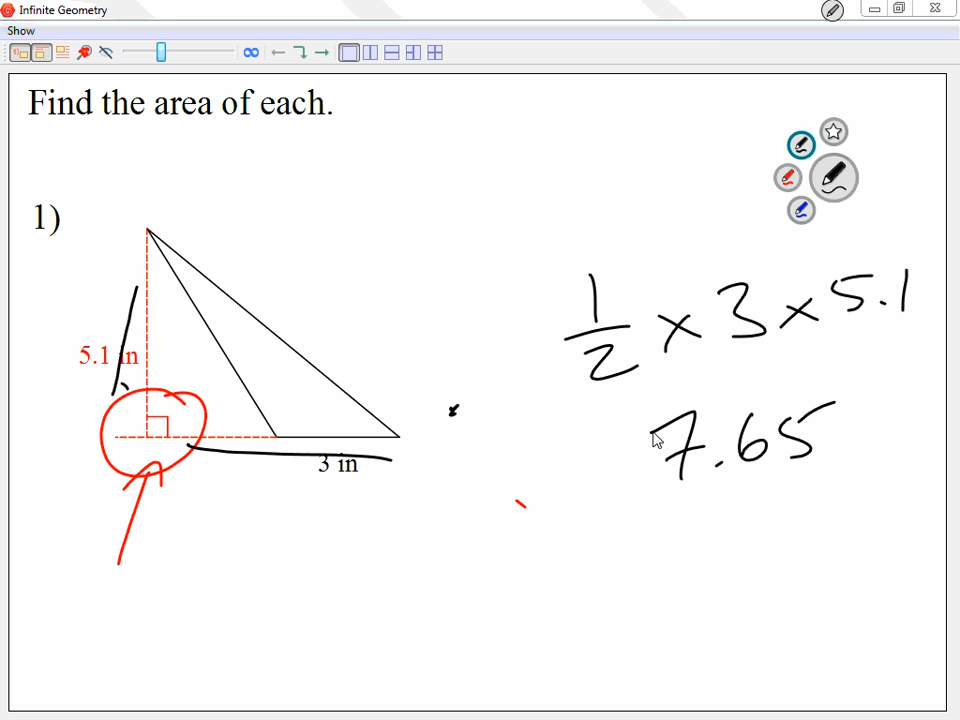 Infinite Geometry
Show
Find the area of each.
1)
5.1 in
3 in
1/2 × 3 × 5.1
7.65